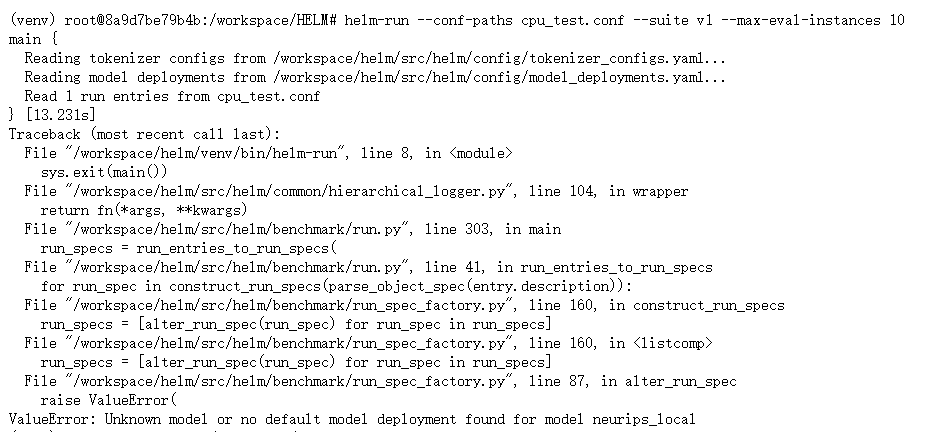 (venv) root@8a9d7be79b4b:/workspace/HELM# helm-run --conf-paths cpu_test.conf --suite v1 --max-eval-instances 10
main {
  Reading tokenizer configs from /workspace/helm/src/helm/config/tokenizer_configs.yaml...
  Reading model deployments from /workspace/helm/src/helm/config/model_deployments.yaml...
  Read 1 run entries from cpu_test.conf
} [13.231s]
Traceback (most recent call last):
  File "/workspace/helm/venv/bin/helm-run", line 8, in <module>
    sys.exit(main())
  File "/workspace/helm/src/helm/common/hierarchical_logger.py", line 104, in wrapper
    return fn(*args, **kwargs)
  File "/workspace/helm/src/helm/benchmark/run.py", line 303, in main
    run_specs = run_entries_to_run_specs(
  File "/workspace/helm/src/helm/benchmark/run.py", line 41, in run_entries_to_run_specs
    for run_spec in construct_run_specs(parse_object_spec(entry.description)):
  File "/workspace/helm/src/helm/benchmark/run_spec_factory.py", line 160, in construct_run_specs
    run_specs = [alter_run_spec(run_spec) for run_spec in run_specs]
  File "/workspace/helm/src/helm/benchmark/run_spec_factory.py", line 160, in <listcomp>
    run_specs = [alter_run_spec(run_spec) for run_spec in run_specs]
  File "/workspace/helm/src/helm/benchmark/run_spec_factory.py", line 87, in alter_run_spec
    raise ValueError(
ValueError: Unknown model or no default model deployment found for model neurips_local